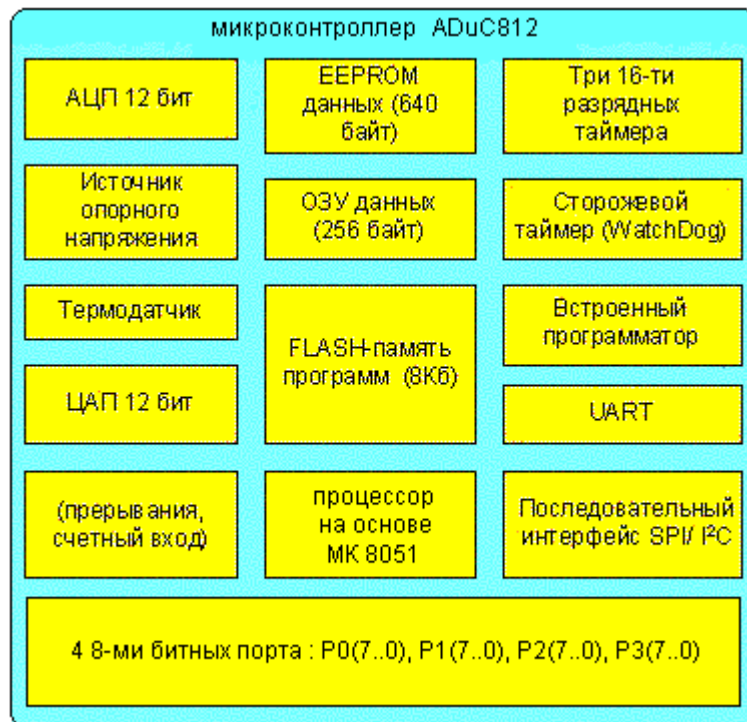 микроконтроллер ADuC812
АЦП 12 бит
EEPROM
данных (640
байт)
Три 16-ти
разрядных
таймера
Источник
опорного
напряжения
ОЗУ данных
(256 байт)
Сторожевой
таймер (WatchDog)
Термодатчик
FLASH-память
программ (8Кб)
Встроенный
программатор
ЦАП 12 бит
UART
(прерывания,
счетный вход)
процессор
на основе
МК 8051
Последовательный
интерфейс SPI/ I²C
4 8-ми битных порта : P0(7..0), P1(7..0), P2(7..0), P3(7..0)